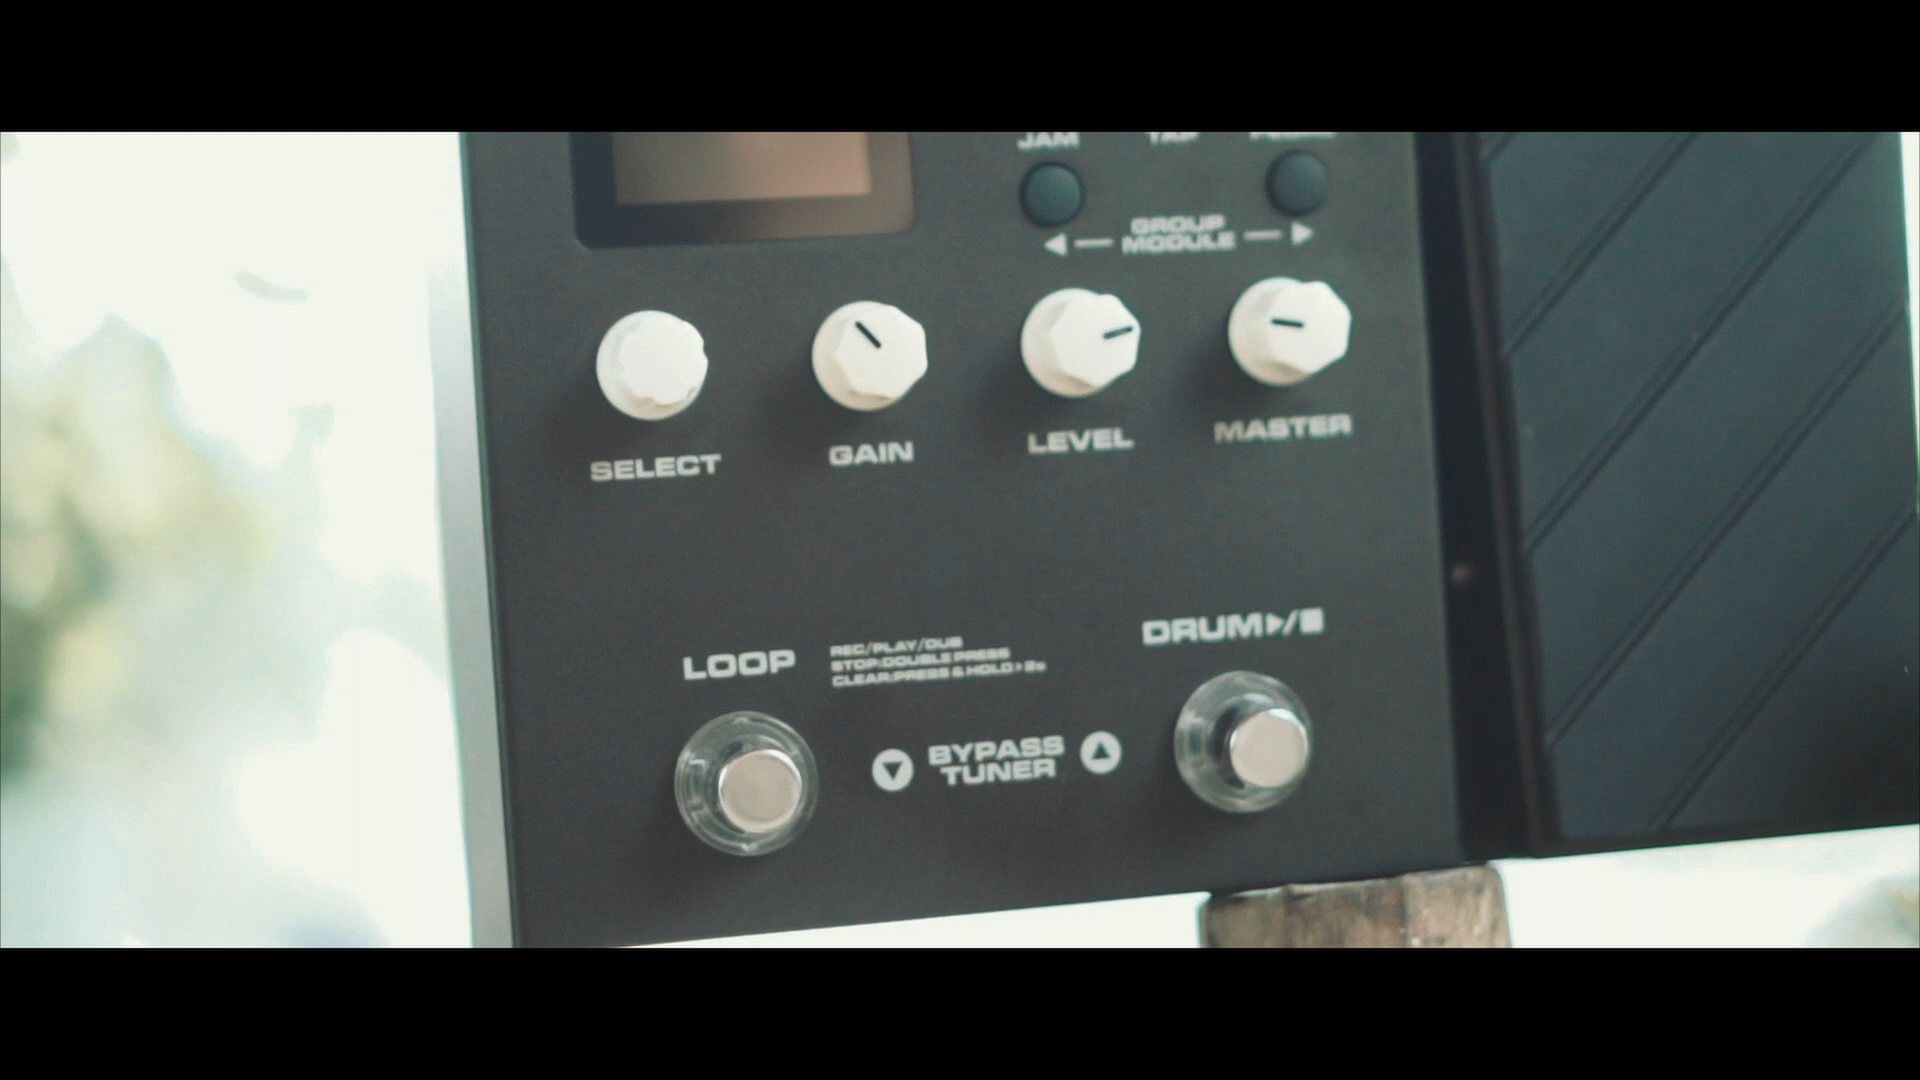 JAM
TAP
GROUP
MODULE
SELECT
GAIN
LEVEL
MASTER
LOOP
REC/PLAY/DUB
STOP:DOUBLE PRESS
CLEAR:PRESS & HOLD>2s
DRUM▶/■
▼ BYPASS ▲
TUNER